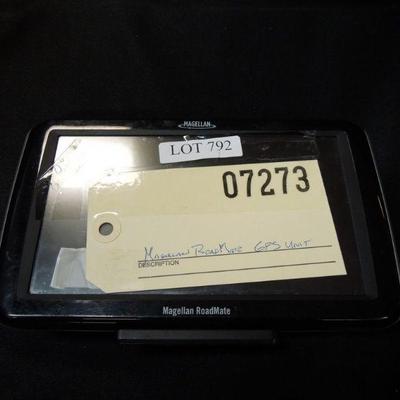 MAGELLAN
LOT 792
07273
MAGELLAN ROADMATE GPS UNIT
DESCRIPTION
Magellan RoadMate